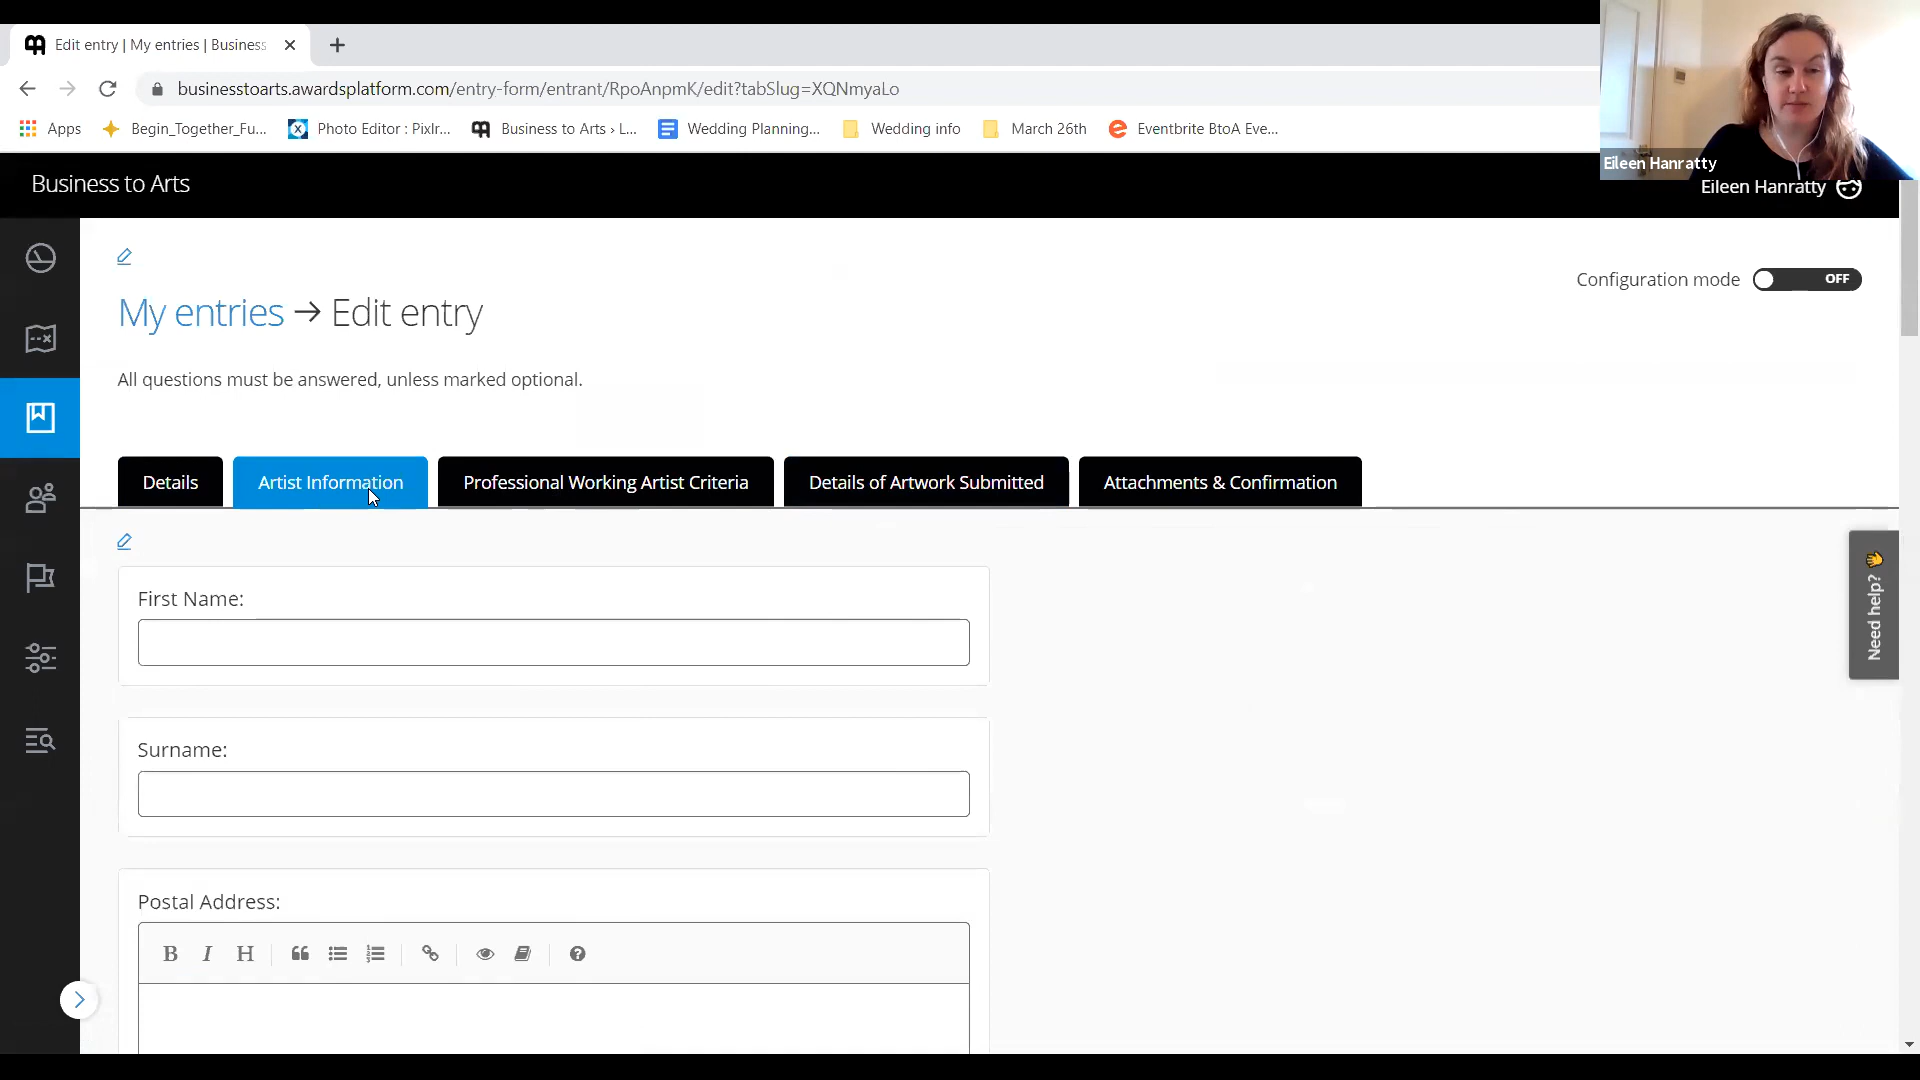 Edit entry | My entries | Business
businesstoarts.awardsplatform.com/entry-form/entrant/RpoAnpmK/edit?tabSlug=XQNmyaLo
Apps Begin_Together_Fu... Photo Editor : Pixlr... Business to Arts › L... Wedding Planning... Wedding info March 26th Eventbrite BtoA Eve...
Eileen Hanratty
Business to Arts
Eileen Hanratty
Configuration mode OFF
My entries → Edit entry
All questions must be answered, unless marked optional.
Details Artist Information Professional Working Artist Criteria Details of Artwork Submitted Attachments & Confirmation
First Name:
Need help?
Surname:
Postal Address:
B I H